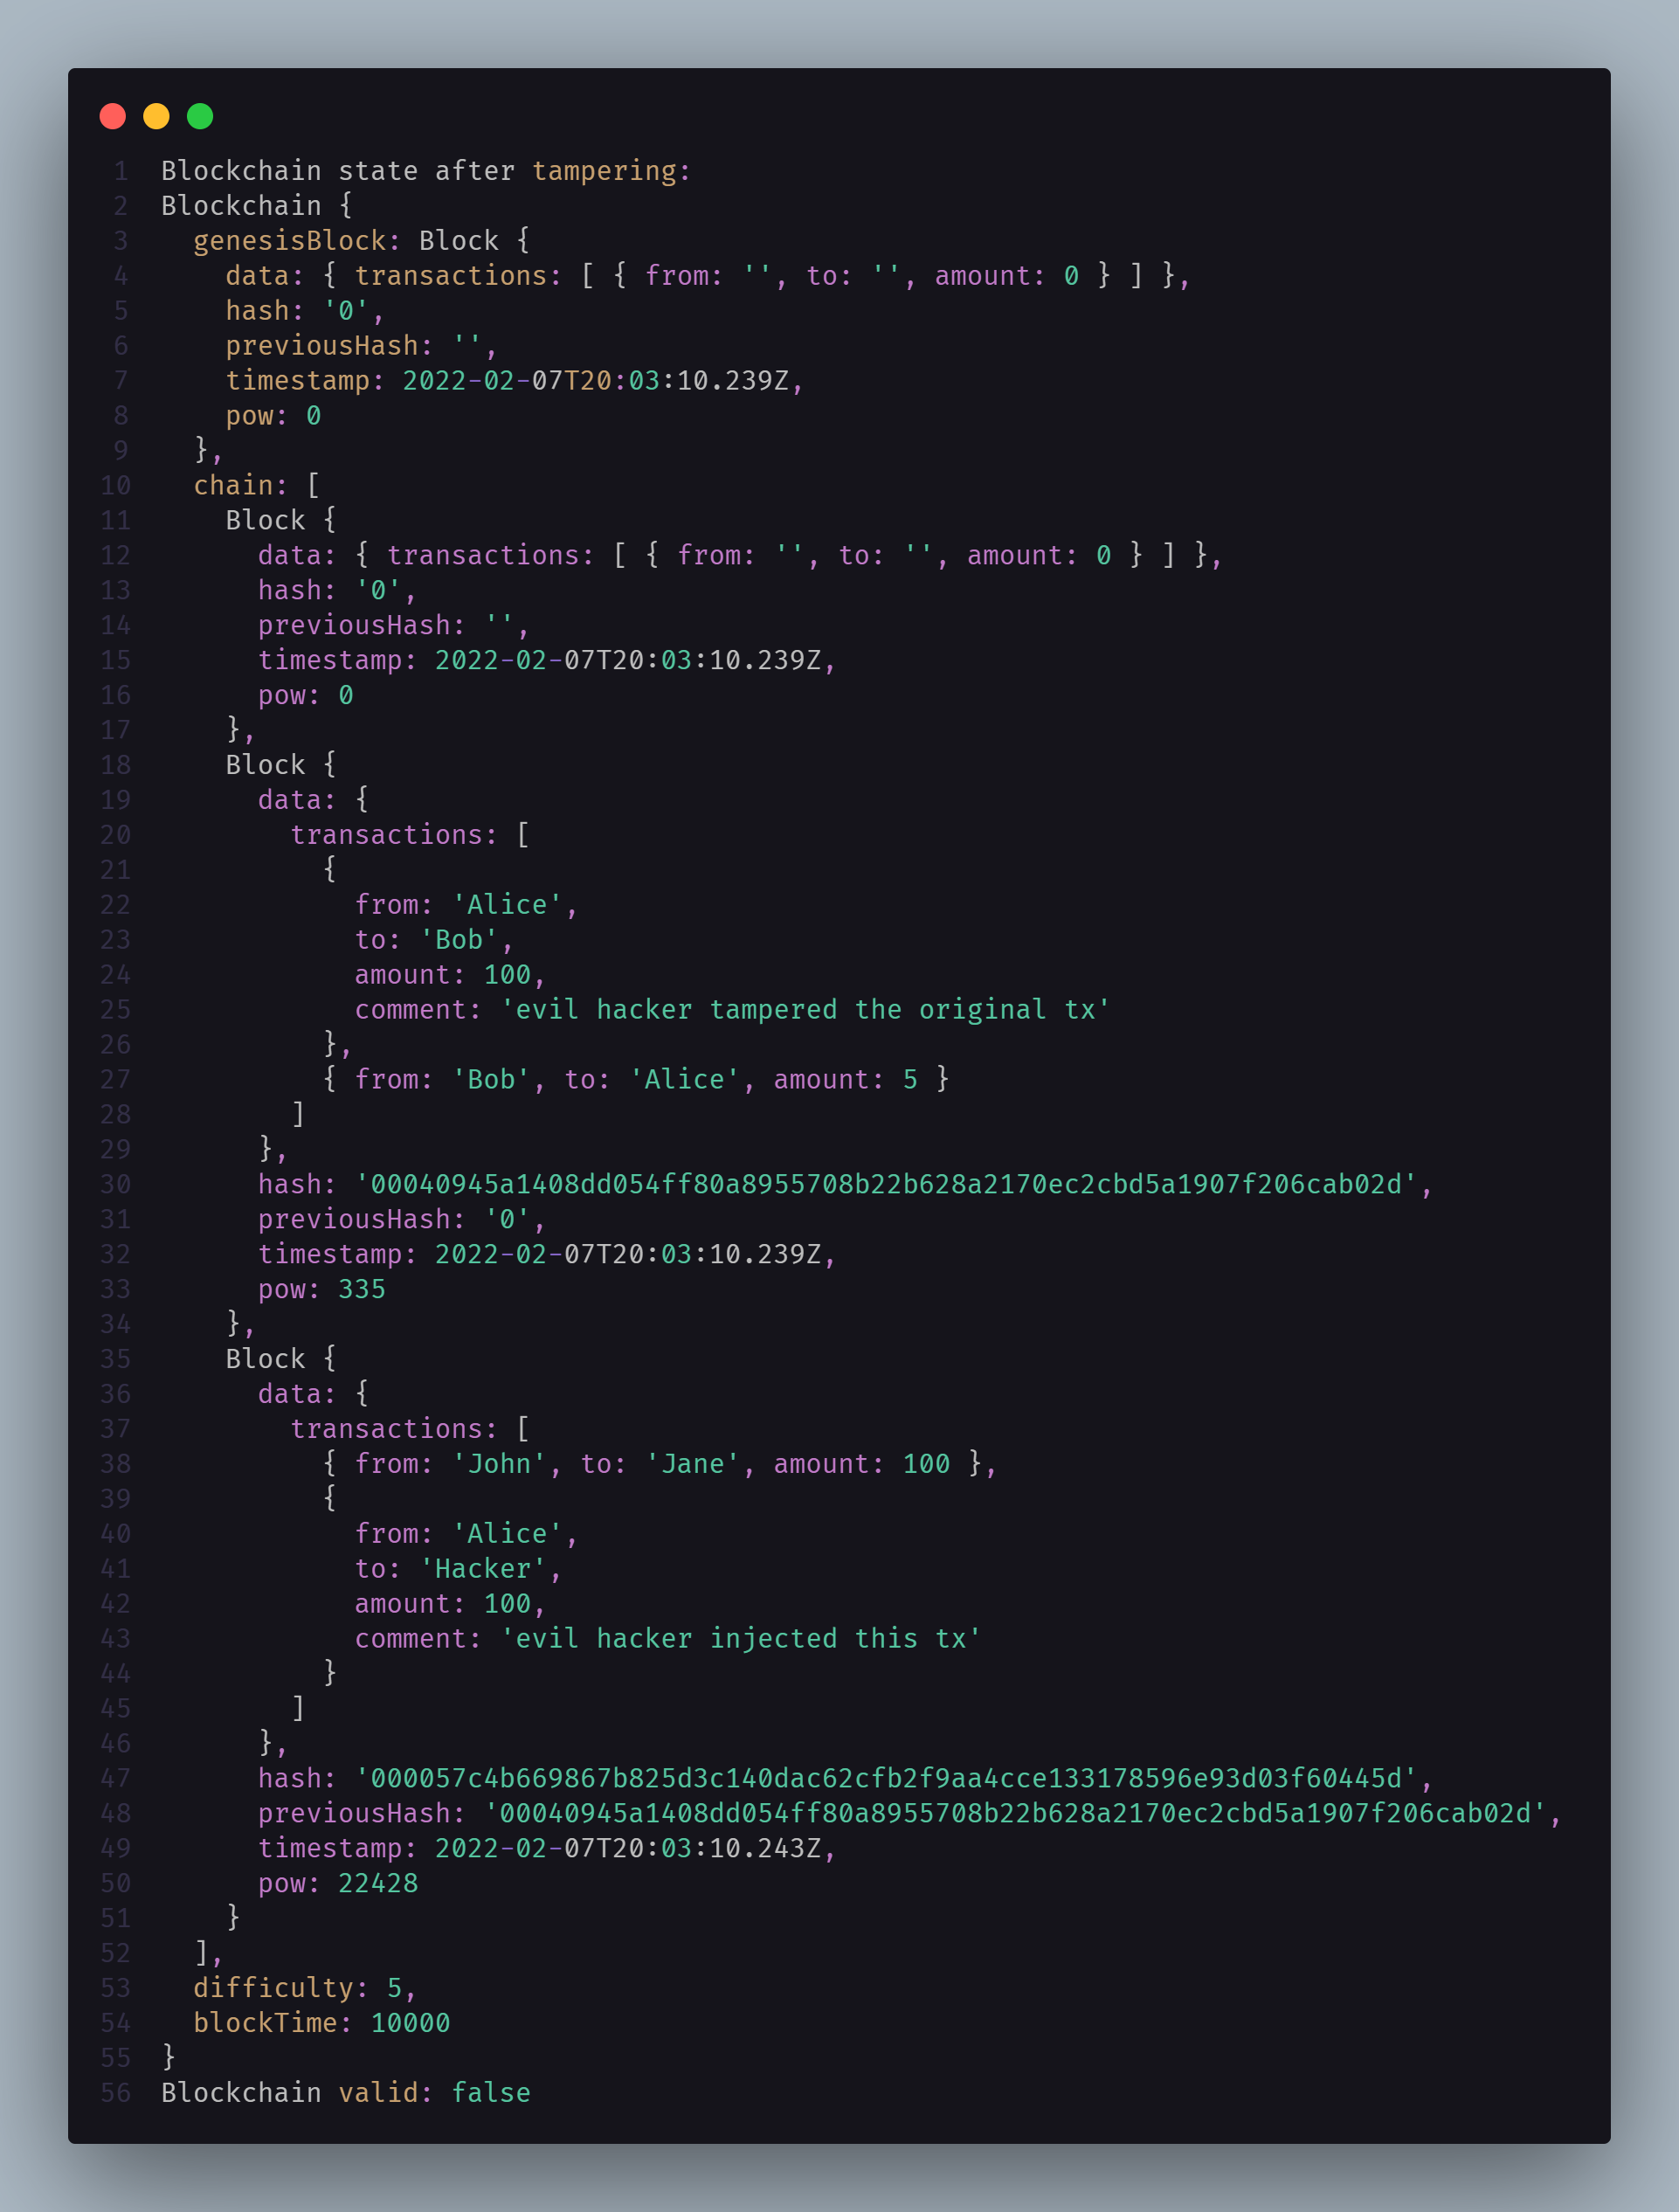 1 Blockchain state after tampering:
2 Blockchain {
3   genesisBlock: Block {
4     data: { transactions: [ { from: '', to: '', amount: 0 } ] },
5     hash: '0',
6     previousHash: '',
7     timestamp: 2022-02-07T20:03:10.239Z,
8     pow: 0
9   },
10   chain: [
11     Block {
12       data: { transactions: [ { from: '', to: '', amount: 0 } ] },
13       hash: '0',
14       previousHash: '',
15       timestamp: 2022-02-07T20:03:10.239Z,
16       pow: 0
17     },
18     Block {
19       data: {
20         transactions: [
21           {
22             from: 'Alice',
23             to: 'Bob',
24             amount: 100,
25             comment: 'evil hacker tampered the original tx'
26           },
27           { from: 'Bob', to: 'Alice', amount: 5 }
28         ]
29       },
30       hash: '00040945a1408dd054ff80a8955708b22b628a2170ec2cbd5a1907f206cab02d',
31       previousHash: '0',
32       timestamp: 2022-02-07T20:03:10.239Z,
33       pow: 335
34     },
35     Block {
36       data: {
37         transactions: [
38           { from: 'John', to: 'Jane', amount: 100 },
39           {
40             from: 'Alice',
41             to: 'Hacker',
42             amount: 100,
43             comment: 'evil hacker injected this tx'
44           }
45         ]
46       },
47       hash: '000057c4b669867b825d3c140dac62cfb2f9aa4cce133178596e93d03f60445d',
48       previousHash: '00040945a1408dd054ff80a8955708b22b628a2170ec2cbd5a1907f206cab02d',
49       timestamp: 2022-02-07T20:03:10.243Z,
50       pow: 22428
51     }
52   ],
53   difficulty: 5,
54   blockTime: 10000
55 }
56 Blockchain valid: false